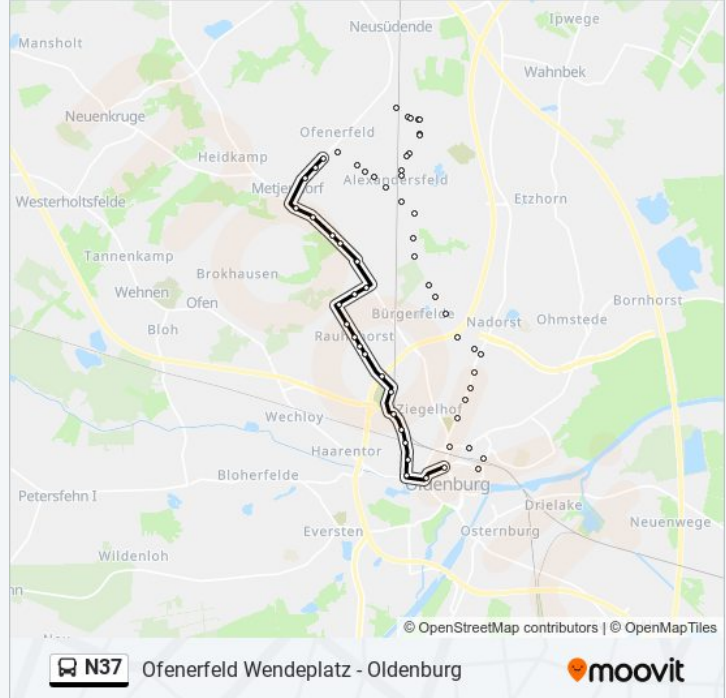 Neusüdende
Ipwege
Mansholt
Wahnbek
Neuenkruge
Ofenerfeld
Heidkamp
Alexandersfeld
Westerholtsfelde
Etzhorn
Tannenkamp
Brokhausen
Wehnen
Ofen
Bornhorst
Bürgerfelde
Nadorst
Ohmstede
Bloh
Wechloy
Ziegelhof
Haarentor
Bloherfelde
Oldenburg
Petersfehn I
Drielake
Eversten
Osternburg
Neuenwege
Wildenloh
© OpenStreetMap contributors | © OpenMapTiles
N37 Ofenerfeld Wendeplatz - Oldenburg moovit